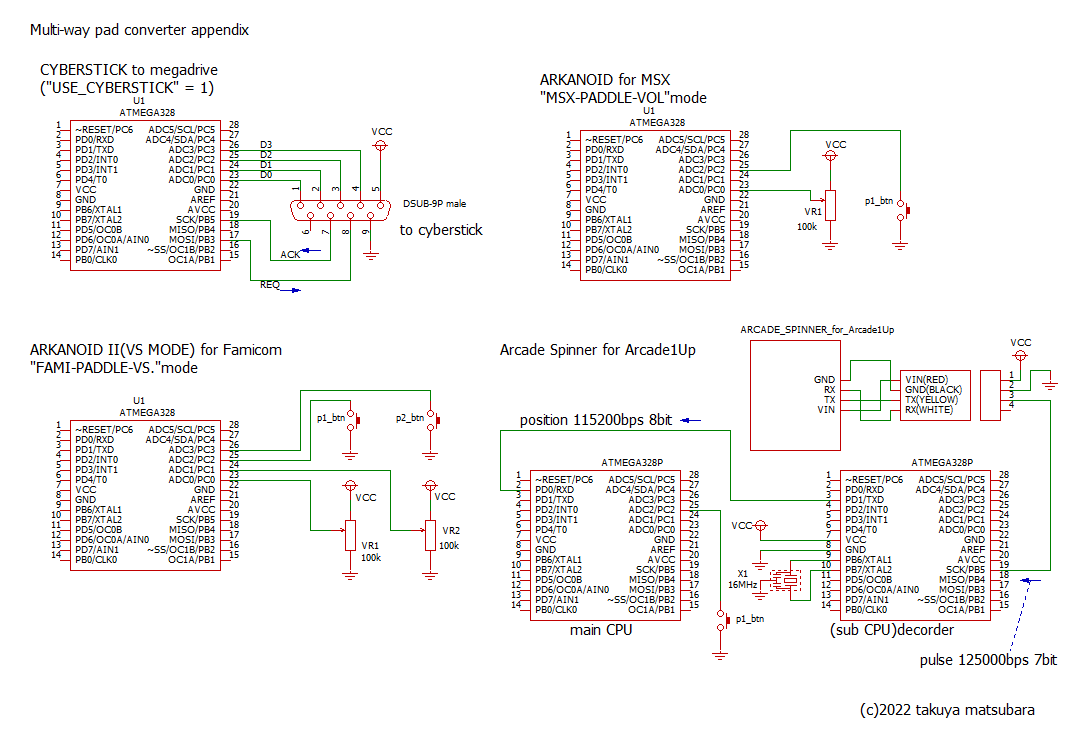 Multi-way pad converter appendix
CYBERSTICK to megadrive
("USE_CYBERSTICK" = 1)
U1
ATMEGA328
1 ~RESET/PC6 ADC5/SCL/PC5 28
2 PD0/RXD ADC4/SDA/PC4 27
3 PD1/TXD ADC3/PC3 26
4 PD2/INT0 ADC2/PC2 25
5 PD3/INT1 ADC1/PC1 24
6 PD4/T0 ADC0/PC0 23
7 VCC GND 22
8 GND AREF 21
9 PB6/XTAL1 AVCC 20
10 PB7/XTAL2 SCK/PB5 19
11 PD5/OC0B MISO/PB4 18
12 PD6/OC0A/AIN0 MOSI/PB3 17
13 PD7/AIN1 ~SS/OC1B/PB2 16
14 PB0/CLK0 OC1A/PB1 15
D3
D2
D1
D0
VCC
1 2 3 4 5
DSUB-9P male
6 7 8 9
to cyberstick
ACK
REQ
ARKANOID for MSX
"MSX-PADDLE-VOL"mode
U1
ATMEGA328
1 ~RESET/PC6 ADC5/SCL/PC5 28
2 PD0/RXD ADC4/SDA/PC4 27
3 PD1/TXD ADC3/PC3 26
4 PD2/INT0 ADC2/PC2 25
5 PD3/INT1 ADC1/PC1 24
6 PD4/T0 ADC0/PC0 23
7 VCC GND 22
8 GND AREF 21
9 PB6/XTAL1 AVCC 20
10 PB7/XTAL2 SCK/PB5 19
11 PD5/OC0B MISO/PB4 18
12 PD6/OC0A/AIN0 MOSI/PB3 17
13 PD7/AIN1 ~SS/OC1B/PB2 16
14 PB0/CLK0 OC1A/PB1 15
VCC
VR1
100k
p1_btn
ARKANOID II(VS MODE) for Famicom
"FAMI-PADDLE-VS."mode
U1
ATMEGA328
1 ~RESET/PC6 ADC5/SCL/PC5 28
2 PD0/RXD ADC4/SDA/PC4 27
3 PD1/TXD ADC3/PC3 26
4 PD2/INT0 ADC2/PC2 25
5 PD3/INT1 ADC1/PC1 24
6 PD4/T0 ADC0/PC0 23
7 VCC GND 22
8 GND AREF 21
9 PB6/XTAL1 AVCC 20
10 PB7/XTAL2 SCK/PB5 19
11 PD5/OC0B MISO/PB4 18
12 PD6/OC0A/AIN0 MOSI/PB3 17
13 PD7/AIN1 ~SS/OC1B/PB2 16
14 PB0/CLK0 OC1A/PB1 15
p1_btn
p2_btn
VCC
VCC
VR1
100k
VR2
100k
Arcade Spinner for Arcade1Up
ARCADE_SPINNER_for_Arcade1Up
GND
RX
TX
VIN
VIN(RED)
GND(BLACK)
TX(YELLOW)
RX(WHITE)
VCC
1
2
3
4
position 115200bps 8bit
ATMEGA328P
1 ~RESET/PC6 ADC5/SCL/PC5 28
2 PD0/RXD ADC4/SDA/PC4 27
3 PD1/TXD ADC3/PC3 26
4 PD2/INT0 ADC2/PC2 25
5 PD3/INT1 ADC1/PC1 24
6 PD4/T0 ADC0/PC0 23
7 VCC GND 22
8 GND AREF 21
9 PB6/XTAL1 AVCC 20
10 PB7/XTAL2 SCK/PB5 19
11 PD5/OC0B MISO/PB4 18
12 PD6/OC0A/AIN0 MOSI/PB3 17
13 PD7/AIN1 ~SS/OC1B/PB2 16
14 PB0/CLK0 OC1A/PB1 15
main CPU
p1_btn
VCC
X1
16MHz
ATMEGA328P
1 ~RESET/PC6 ADC5/SCL/PC5 28
2 PD0/RXD ADC4/SDA/PC4 27
3 PD1/TXD ADC3/PC3 26
4 PD2/INT0 ADC2/PC2 25
5 PD3/INT1 ADC1/PC1 24
6 PD4/T0 ADC0/PC0 23
7 VCC GND 22
8 GND AREF 21
9 PB6/XTAL1 AVCC 20
10 PB7/XTAL2 SCK/PB5 19
11 PD5/OC0B MISO/PB4 18
12 PD6/OC0A/AIN0 MOSI/PB3 17
13 PD7/AIN1 ~SS/OC1B/PB2 16
14 PB0/CLK0 OC1A/PB1 15
(sub CPU)decorder
pulse 125000bps 7bit
(c)2022 takuya matsubara